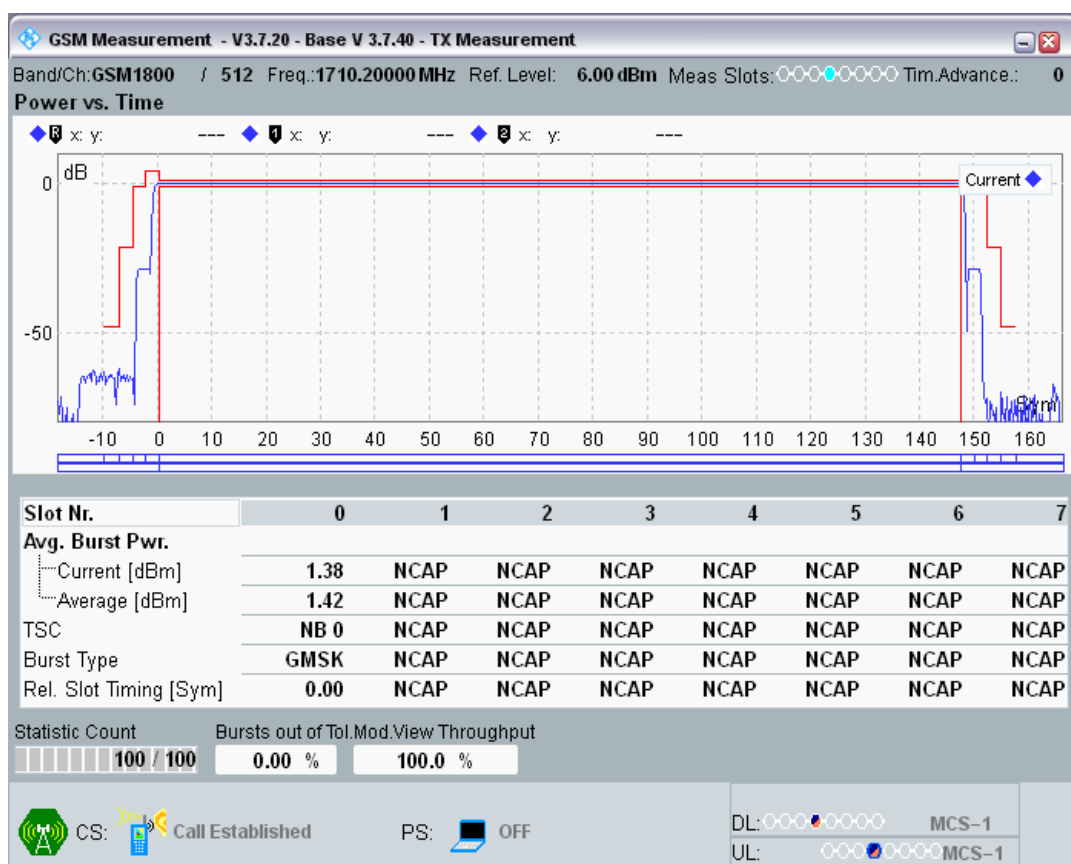 GSM Measurement - V3.7.20 - Base V 3.7.40 - TX Measurement
Band/Ch:GSM1800 / 512 Freq.:1710.20000 MHz Ref. Level: 6.00 dBm Meas Slots: Tim.Advance.: 0
Power vs. Time
R x: y: --- 1 x: y: --- 2 x: y: ---
dB
Current
0
-50
Sym
-10 0 10 20 30 40 50 60 70 80 90 100 110 120 130 140 150 160
Slot Nr. 0 1 2 3 4 5 6 7
Avg. Burst Pwr.
Current [dBm] 1.38 NCAP NCAP NCAP NCAP NCAP NCAP NCAP
Average [dBm] 1.42 NCAP NCAP NCAP NCAP NCAP NCAP NCAP
TSC NB 0 NCAP NCAP NCAP NCAP NCAP NCAP NCAP
Burst Type GMSK NCAP NCAP NCAP NCAP NCAP NCAP NCAP
Rel. Slot Timing [Sym] 0.00 NCAP NCAP NCAP NCAP NCAP NCAP NCAP
Statistic Count Bursts out of Tol.Mod.View Throughput
100 / 100 0.00 % 100.0 %
CS: Call Established PS: OFF
DL: MCS-1
UL: MCS-1